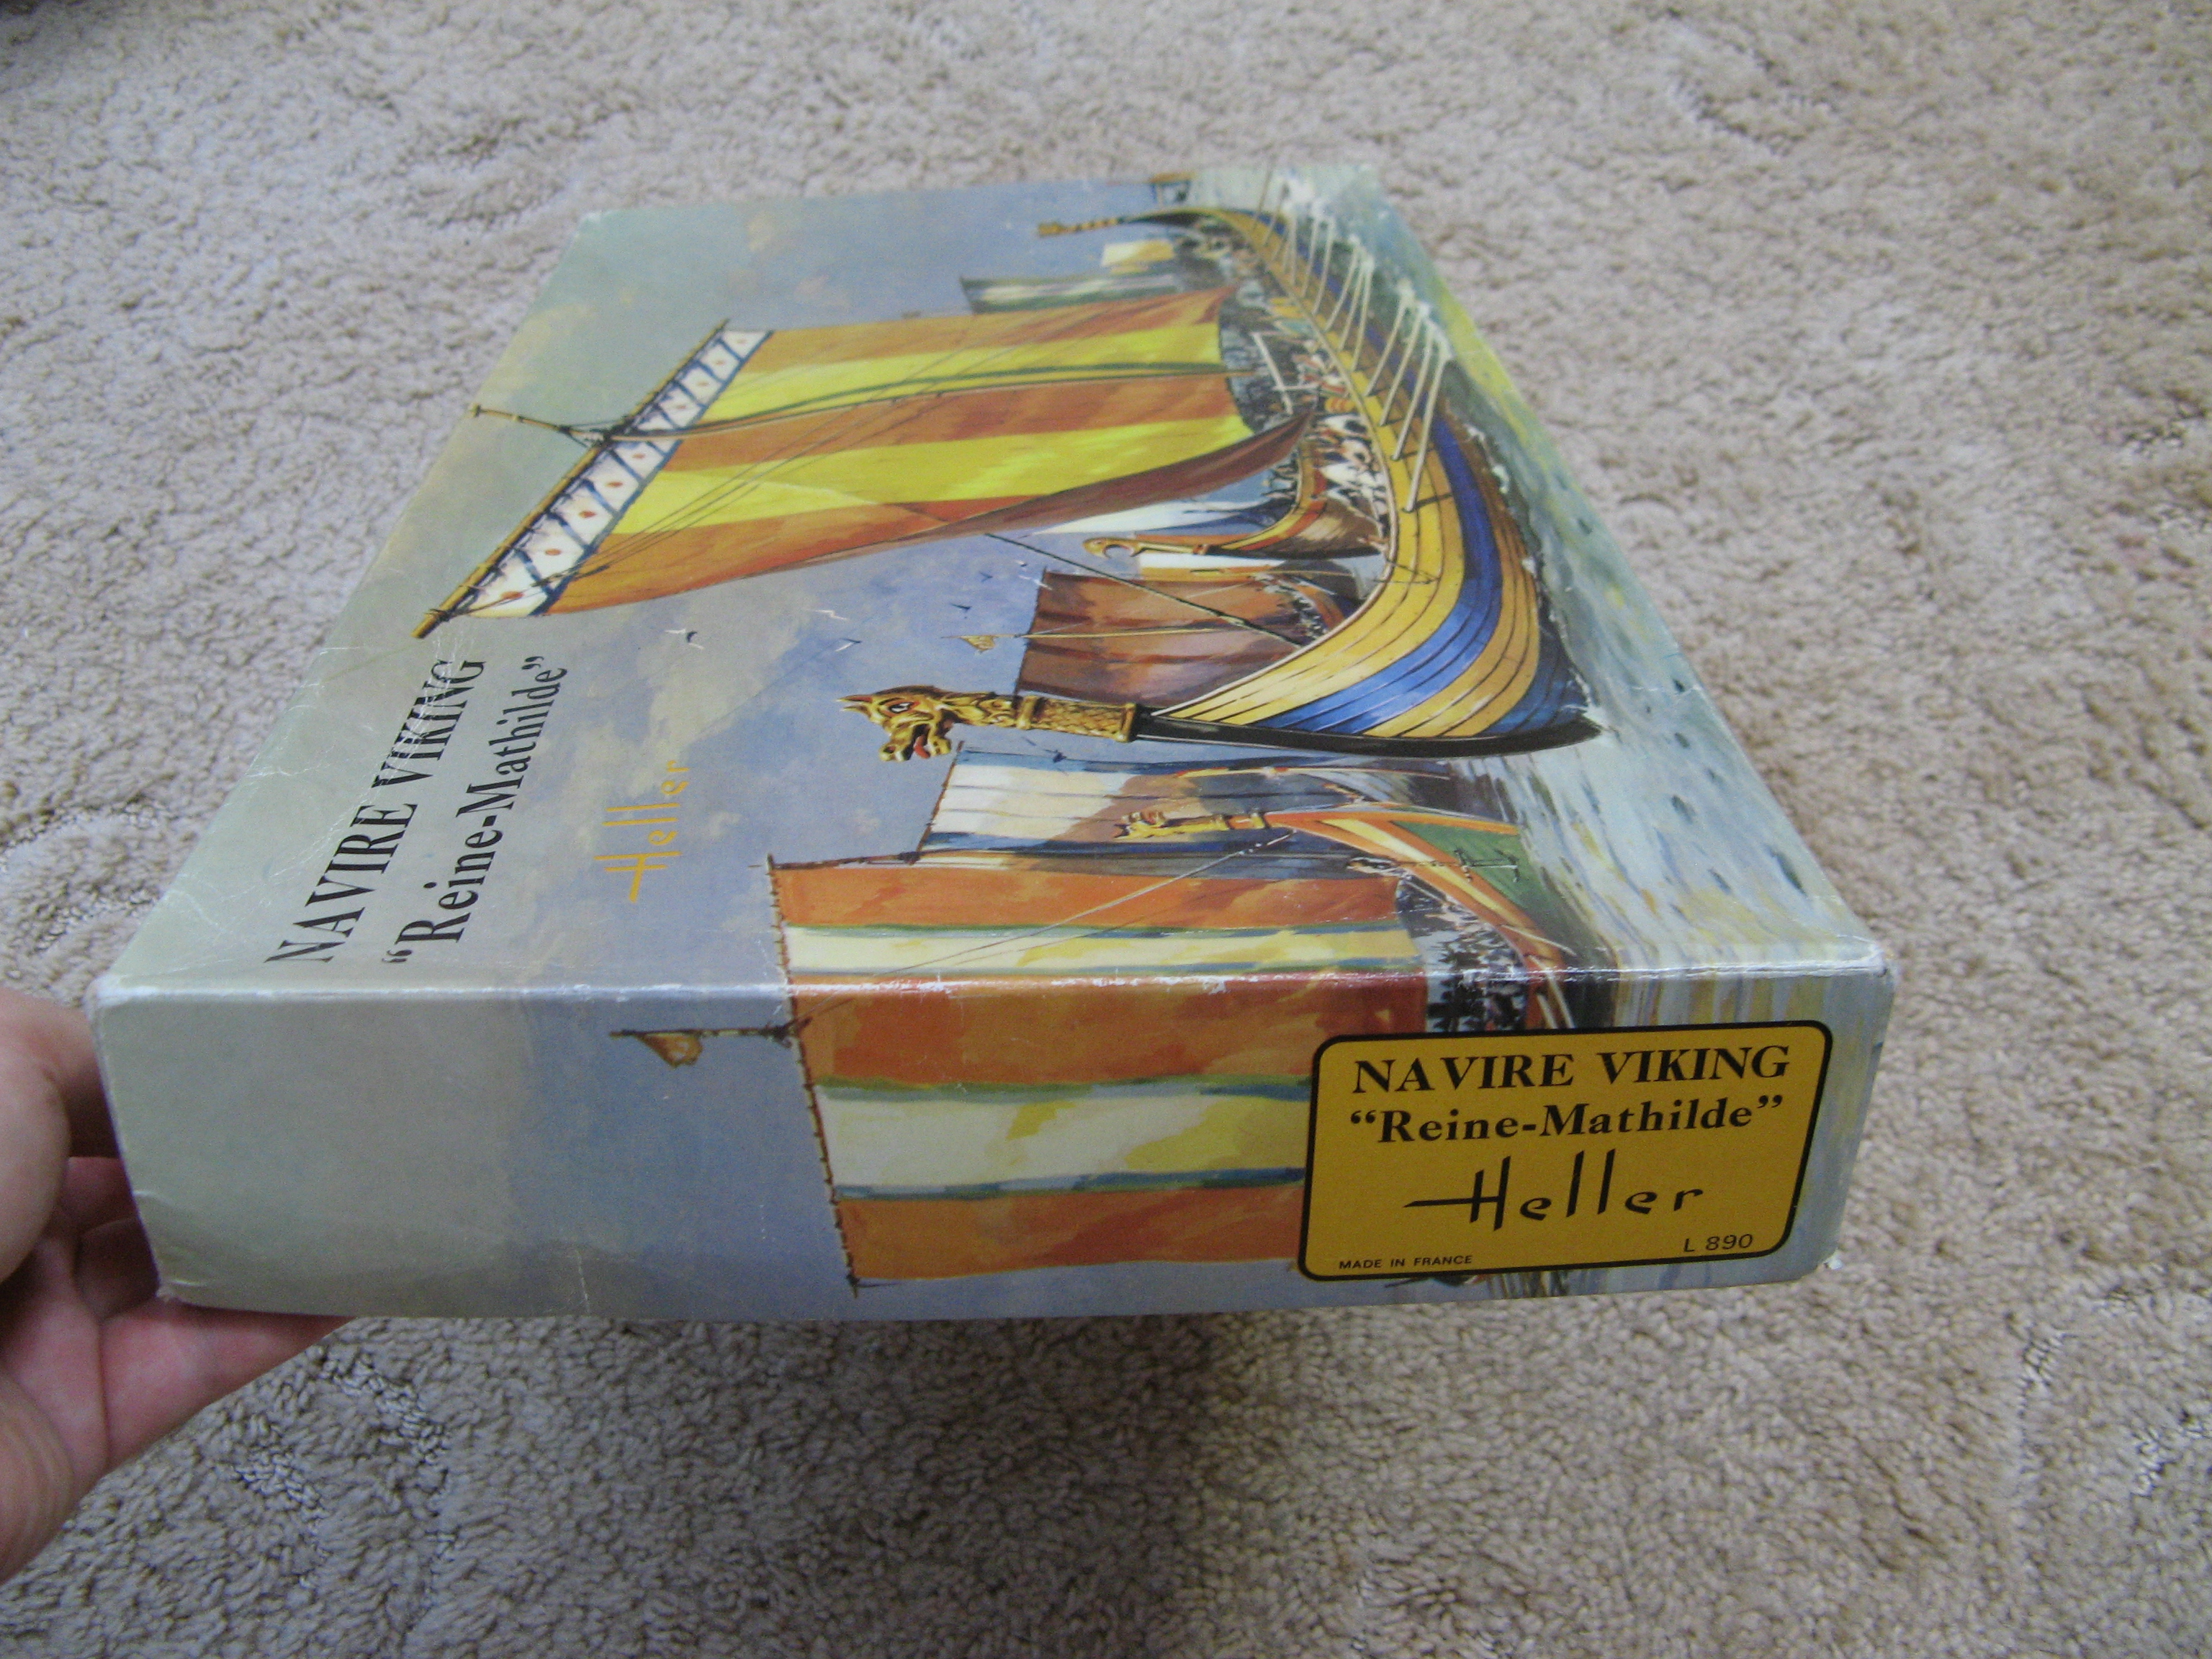 NAVIRE VIKING
“Reine-Mathilde”
Heller
NAVIRE VIKING
“Reine-Mathilde”
Heller
L 890
MADE IN FRANCE